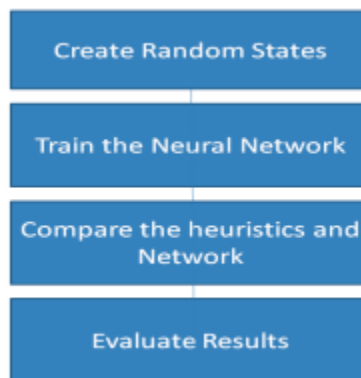 Create Random States
Train the Neural Network
Compare the heuristics and
Network
Evaluate Results